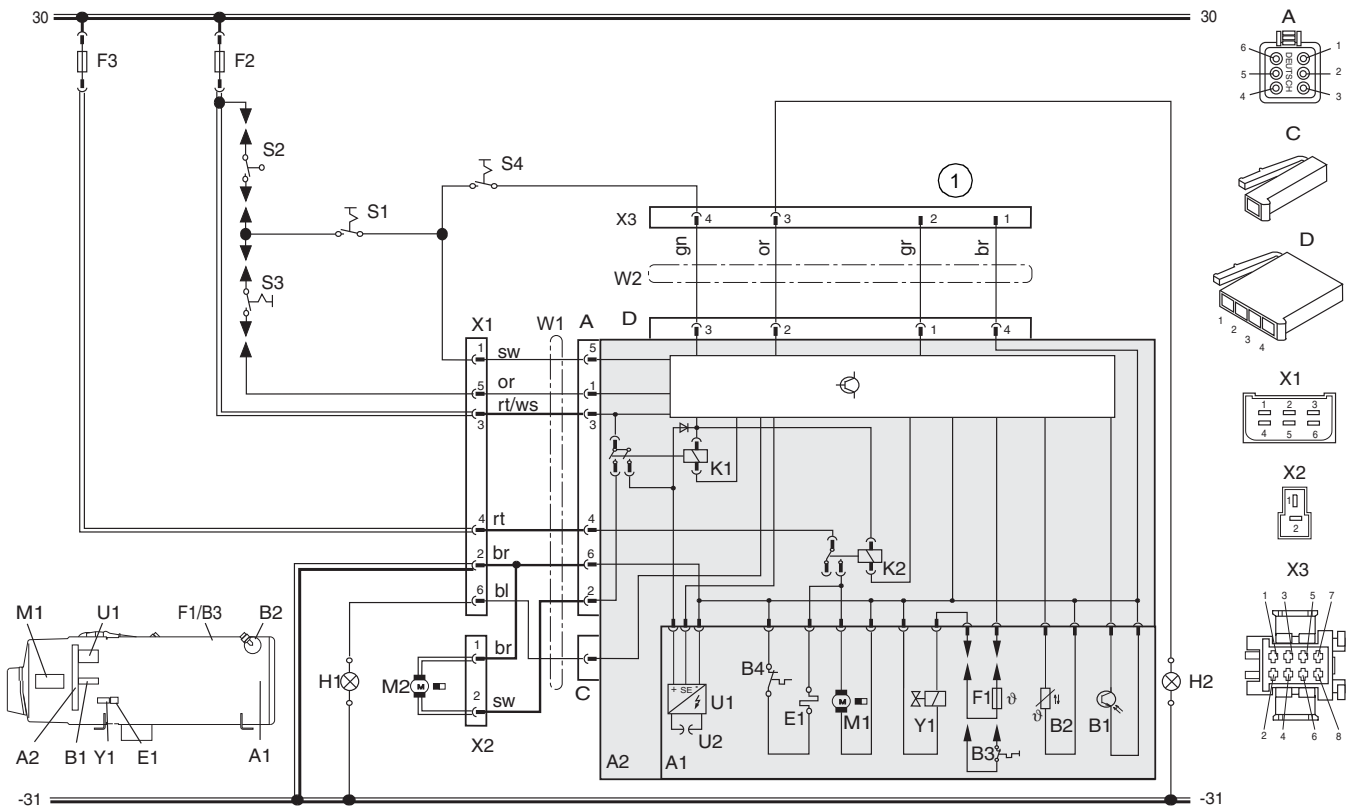 30
30
F3
F2
A
6
1
5
2
4
3
DEUTSCH
S2
S4
C
S1
1
X3
4
3
2
1
gn
or
gr
br
W2
D
S3
1
2
3
4
X1
W1
A
D
3
2
1
4
1
sw
5
5
or
1
rt/ws
3
3
X1
1
2
3
4
5
6
K1
X2
1
2
4
rt
4
2
br
6
K2
6
bl
2
X3
1
3
5
7
2
4
6
8
M1
U1
F1/B3
B2
A2
B1
Y1
E1
A1
H1
M2
M
1
br
2
sw
X2
C
+ SE -
U1
U2
B4
E1
M
M1
Y1
F1
ϑ
B3
ϑ
B2
B1
H2
A2
A1
-31
-31